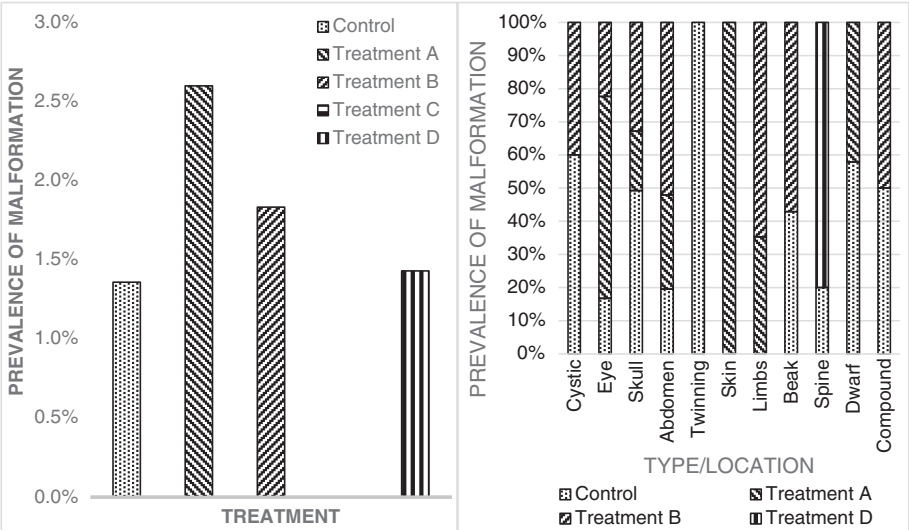 PREVALENCE OF MALFORMATION
3.0%
2.5%
2.0%
1.5%
1.0%
0.5%
0.0%
Control
Treatment A
Treatment B
Treatment C
Treatment D
TREATMENT
PREVALENCE OF MALFORMATION
100%
90%
80%
70%
60%
50%
40%
30%
20%
10%
0%
Cystic
Eye
Skull
Abdomen
Twinning
Skin
Limbs
Beak
Spine
Dwarf
Compound
TYPE/LOCATION
Control
Treatment A
Treatment B
Treatment D